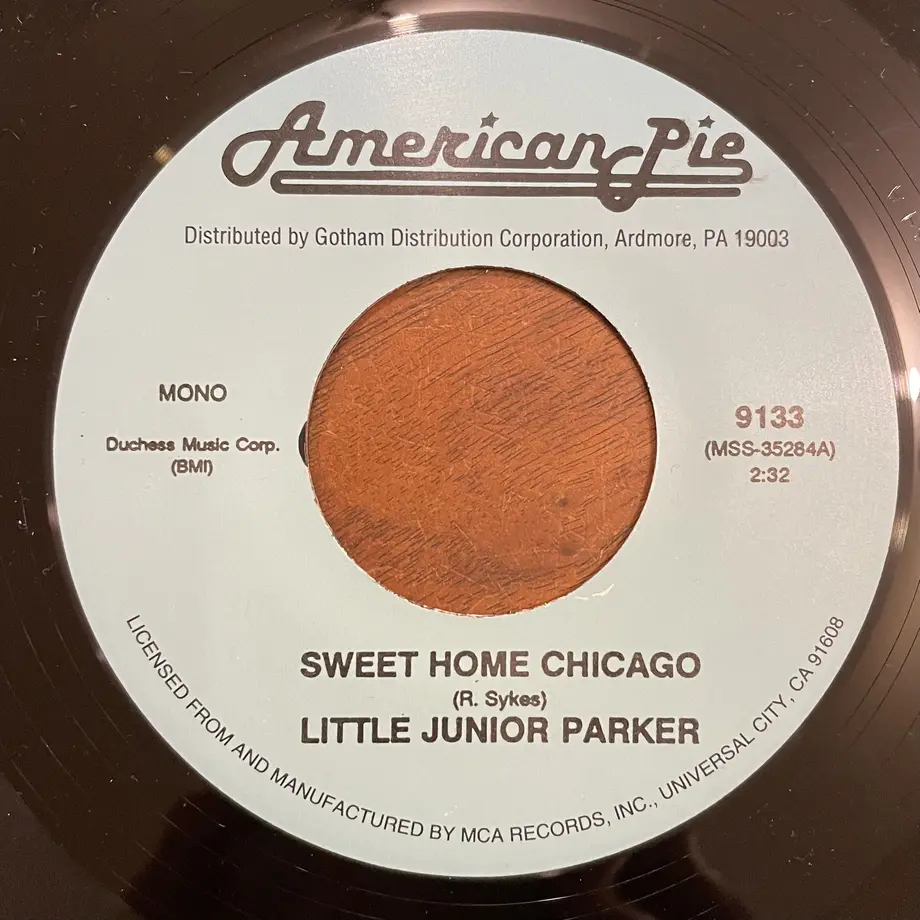 American Pie
Distributed by Gotham Distribution Corporation, Ardmore, PA 19003
MONO
Duchess Music Corp.
(BMI)
9133
(MSS-35284A)
2:32
SWEET HOME CHICAGO
(R. Sykes)
LITTLE JUNIOR PARKER
LICENSED FROM AND MANUFACTURED BY MCA RECORDS, INC., UNIVERSAL CITY, CA 91608